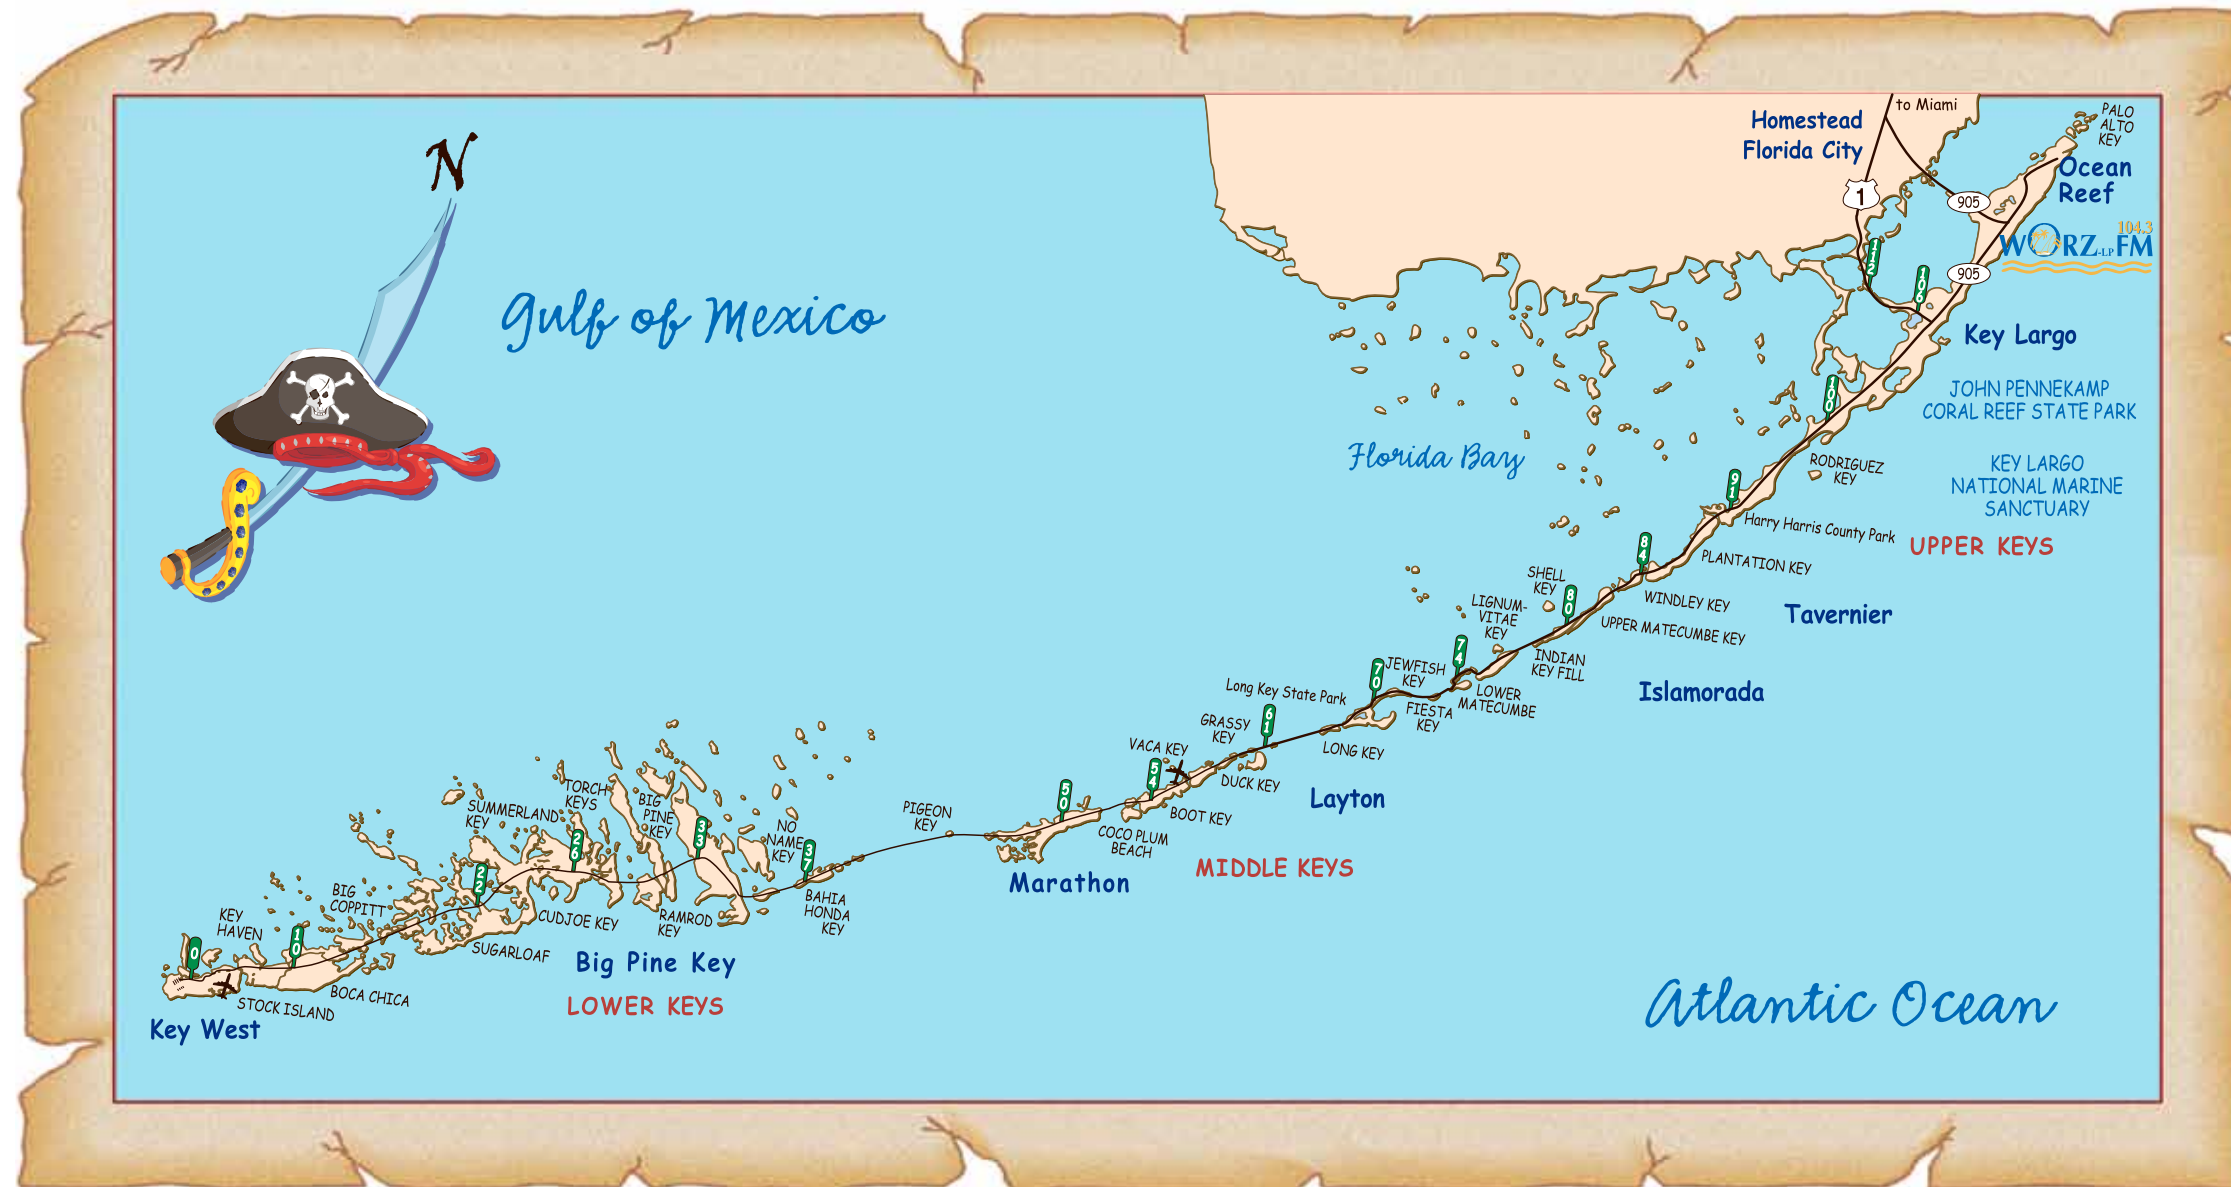 N
Gulf of Mexico
Florida Bay
Atlantic Ocean
to Miami
Homestead
Florida City
1
905
905
PALO
ALTO
KEY
Ocean
Reef
104.3
WORZ-LP FM
112
106
Key Largo
JOHN PENNEKAMP
CORAL REEF STATE PARK
100
KEY LARGO
NATIONAL MARINE
SANCTUARY
RODRIGUEZ
KEY
91
Harry Harris County Park
UPPER KEYS
84
PLANTATION KEY
SHELL
KEY
80
WINDLEY KEY
Tavernier
LIGNUM-
VITAE
KEY
UPPER MATECUMBE KEY
74
INDIAN
KEY FILL
Islamorada
70
JEWFISH
KEY
LOWER
MATECUMBE
Long Key State Park
FIESTA
KEY
61
GRASSY
KEY
LONG KEY
VACA KEY
54
DUCK KEY
Layton
BOOT KEY
50
COCO PLUM
BEACH
MIDDLE KEYS
Marathon
PIGEON
KEY
TORCH
KEYS
BIG
PINE
KEY
33
NO
NAME
KEY
37
BAHIA
HONDA
KEY
SUMMERLAND
KEY
26
22
RAMROD
KEY
CUDJOE KEY
SUGARLOAF
Big Pine Key
LOWER KEYS
BIG
COPPITT
KEY
HAVEN
10
0
BOCA CHICA
STOCK ISLAND
Key West